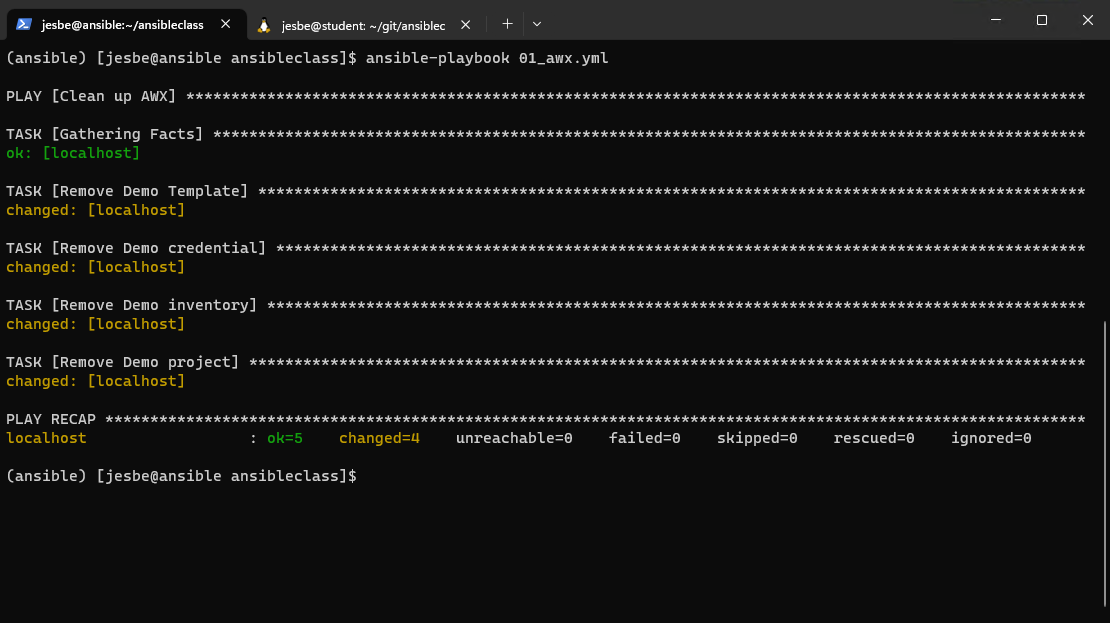 jesbe@ansible:~/ansibleclass
jesbe@student: ~/git/ansiblec
(ansible) [jesbe@ansible ansibleclass]$ ansible-playbook 01_awx.yml
PLAY [Clean up AWX] ****************************************************************************************************
TASK [Gathering Facts] *************************************************************************************************
ok: [localhost]
TASK [Remove Demo Template] ********************************************************************************************
changed: [localhost]
TASK [Remove Demo credential] ******************************************************************************************
changed: [localhost]
TASK [Remove Demo inventory] *******************************************************************************************
changed: [localhost]
TASK [Remove Demo project] *********************************************************************************************
changed: [localhost]
PLAY RECAP *************************************************************************************************************
localhost                  : ok=5    changed=4    unreachable=0    failed=0    skipped=0    rescued=0    ignored=0
(ansible) [jesbe@ansible ansibleclass]$